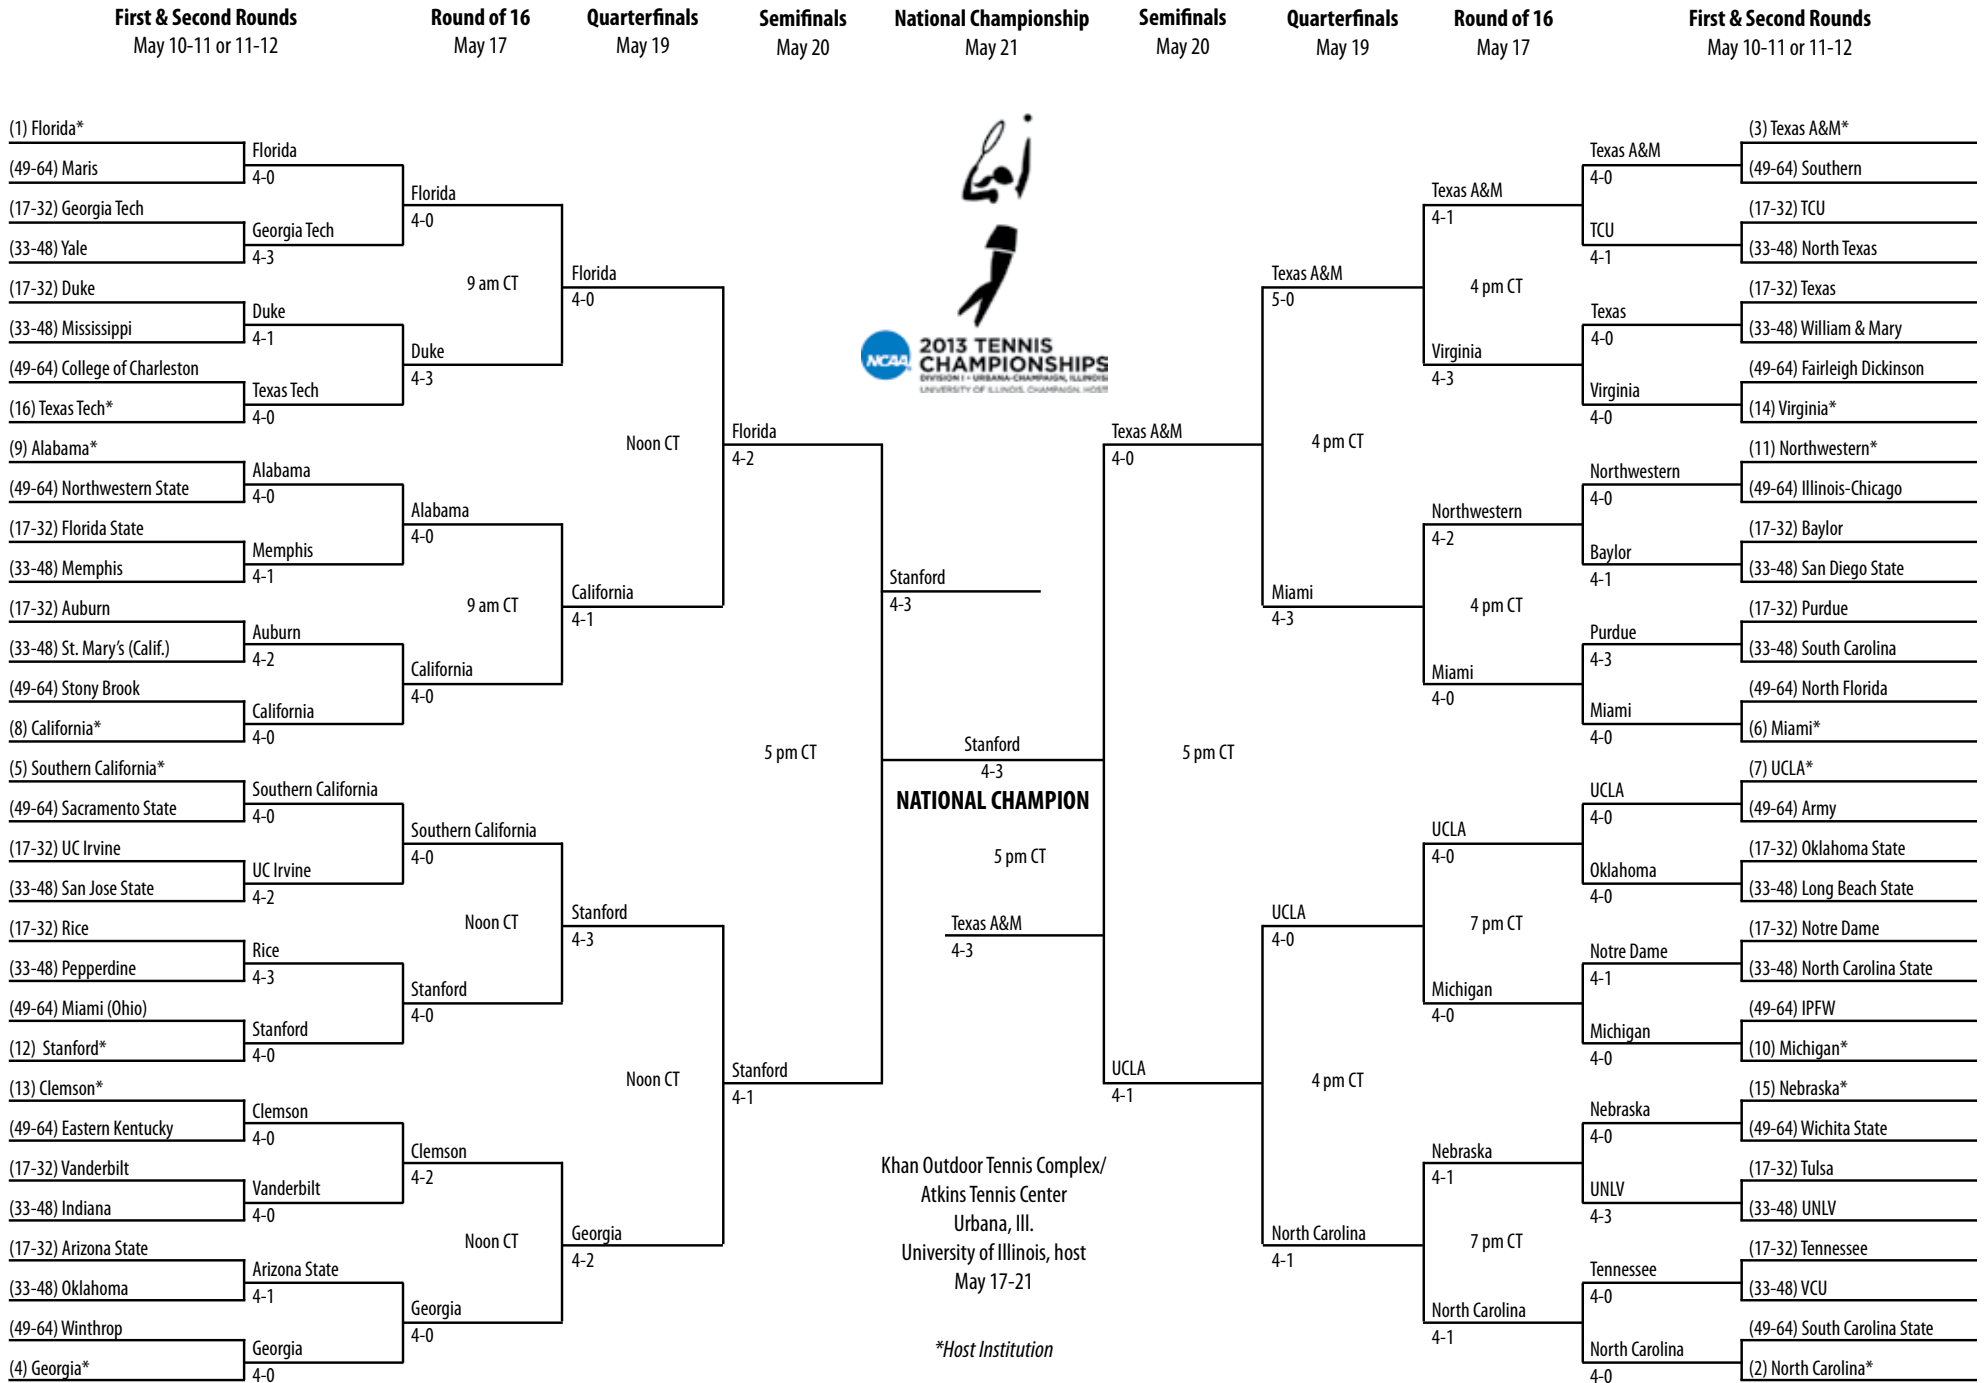 First & Second Rounds
May 10-11 or 11-12
Round of 16
May 17
Quarterfinals
May 19
Semifinals
May 20
National Championship
May 21
Semifinals
May 20
Quarterfinals
May 19
Round of 16
May 17
First & Second Rounds
May 10-11 or 11-12
(1) Florida*
(49-64) Maris
(17-32) Georgia Tech
(33-48) Yale
(17-32) Duke
(33-48) Mississippi
(49-64) College of Charleston
(16) Texas Tech*
(9) Alabama*
(49-64) Northwestern State
(17-32) Florida State
(33-48) Memphis
(17-32) Auburn
(33-48) St. Mary's (Calif.)
(49-64) Stony Brook
(8) California*
(5) Southern California*
(49-64) Sacramento State
(17-32) UC Irvine
(33-48) San Jose State
(17-32) Rice
(33-48) Pepperdine
(49-64) Miami (Ohio)
(12) Stanford*
(13) Clemson*
(49-64) Eastern Kentucky
(17-32) Vanderbilt
(33-48) Indiana
(17-32) Arizona State
(33-48) Oklahoma
(49-64) Winthrop
(4) Georgia*
Florida
4-0
Georgia Tech
4-3
Duke
4-1
Texas Tech
4-0
Alabama
4-0
Memphis
4-1
Auburn
4-2
California
4-0
Southern California
4-0
UC Irvine
4-2
Rice
4-3
Stanford
4-0
Clemson
4-0
Vanderbilt
4-0
Arizona State
4-1
Georgia
4-0
Florida
4-0
9 am CT
Duke
4-3
Alabama
4-0
9 am CT
California
4-0
Southern California
4-0
Noon CT
Stanford
4-0
Clemson
4-2
Noon CT
Georgia
4-0
Florida
4-0
Noon CT
California
4-1
Stanford
4-3
Noon CT
Georgia
4-2
Florida
4-2
5 pm CT
Stanford
4-1
NCAA
2013 TENNIS
CHAMPIONSHIPS
DIVISION I - URBANA-CHAMPAIGN, ILLINOIS
UNIVERSITY OF ILLINOIS, CHAMPAIGN, HOST
Stanford
4-3
Stanford
4-3
NATIONAL CHAMPION
5 pm CT
Texas A&M
4-3
Khan Outdoor Tennis Complex/
Atkins Tennis Center
Urbana, Ill.
University of Illinois, host
May 17-21
*Host Institution
Texas A&M
4-0
5 pm CT
UCLA
4-1
Texas A&M
5-0
4 pm CT
Miami
4-3
UCLA
4-0
4 pm CT
North Carolina
4-1
Texas A&M
4-1
4 pm CT
Virginia
4-3
Northwestern
4-2
4 pm CT
Miami
4-0
UCLA
4-0
7 pm CT
Michigan
4-0
Nebraska
4-1
7 pm CT
North Carolina
4-1
Texas A&M
4-0
TCU
4-1
Texas
4-0
Virginia
4-0
Northwestern
4-0
Baylor
4-1
Purdue
4-3
Miami
4-0
UCLA
4-0
Oklahoma
4-0
Notre Dame
4-1
Michigan
4-0
Nebraska
4-0
UNLV
4-3
Tennessee
4-0
North Carolina
4-0
(3) Texas A&M*
(49-64) Southern
(17-32) TCU
(33-48) North Texas
(17-32) Texas
(33-48) William & Mary
(49-64) Fairleigh Dickinson
(14) Virginia*
(11) Northwestern*
(49-64) Illinois-Chicago
(17-32) Baylor
(33-48) San Diego State
(17-32) Purdue
(33-48) South Carolina
(49-64) North Florida
(6) Miami*
(7) UCLA*
(49-64) Army
(17-32) Oklahoma State
(33-48) Long Beach State
(17-32) Notre Dame
(33-48) North Carolina State
(49-64) IPFW
(10) Michigan*
(15) Nebraska*
(49-64) Wichita State
(17-32) Tulsa
(33-48) UNLV
(17-32) Tennessee
(33-48) VCU
(49-64) South Carolina State
(2) North Carolina*